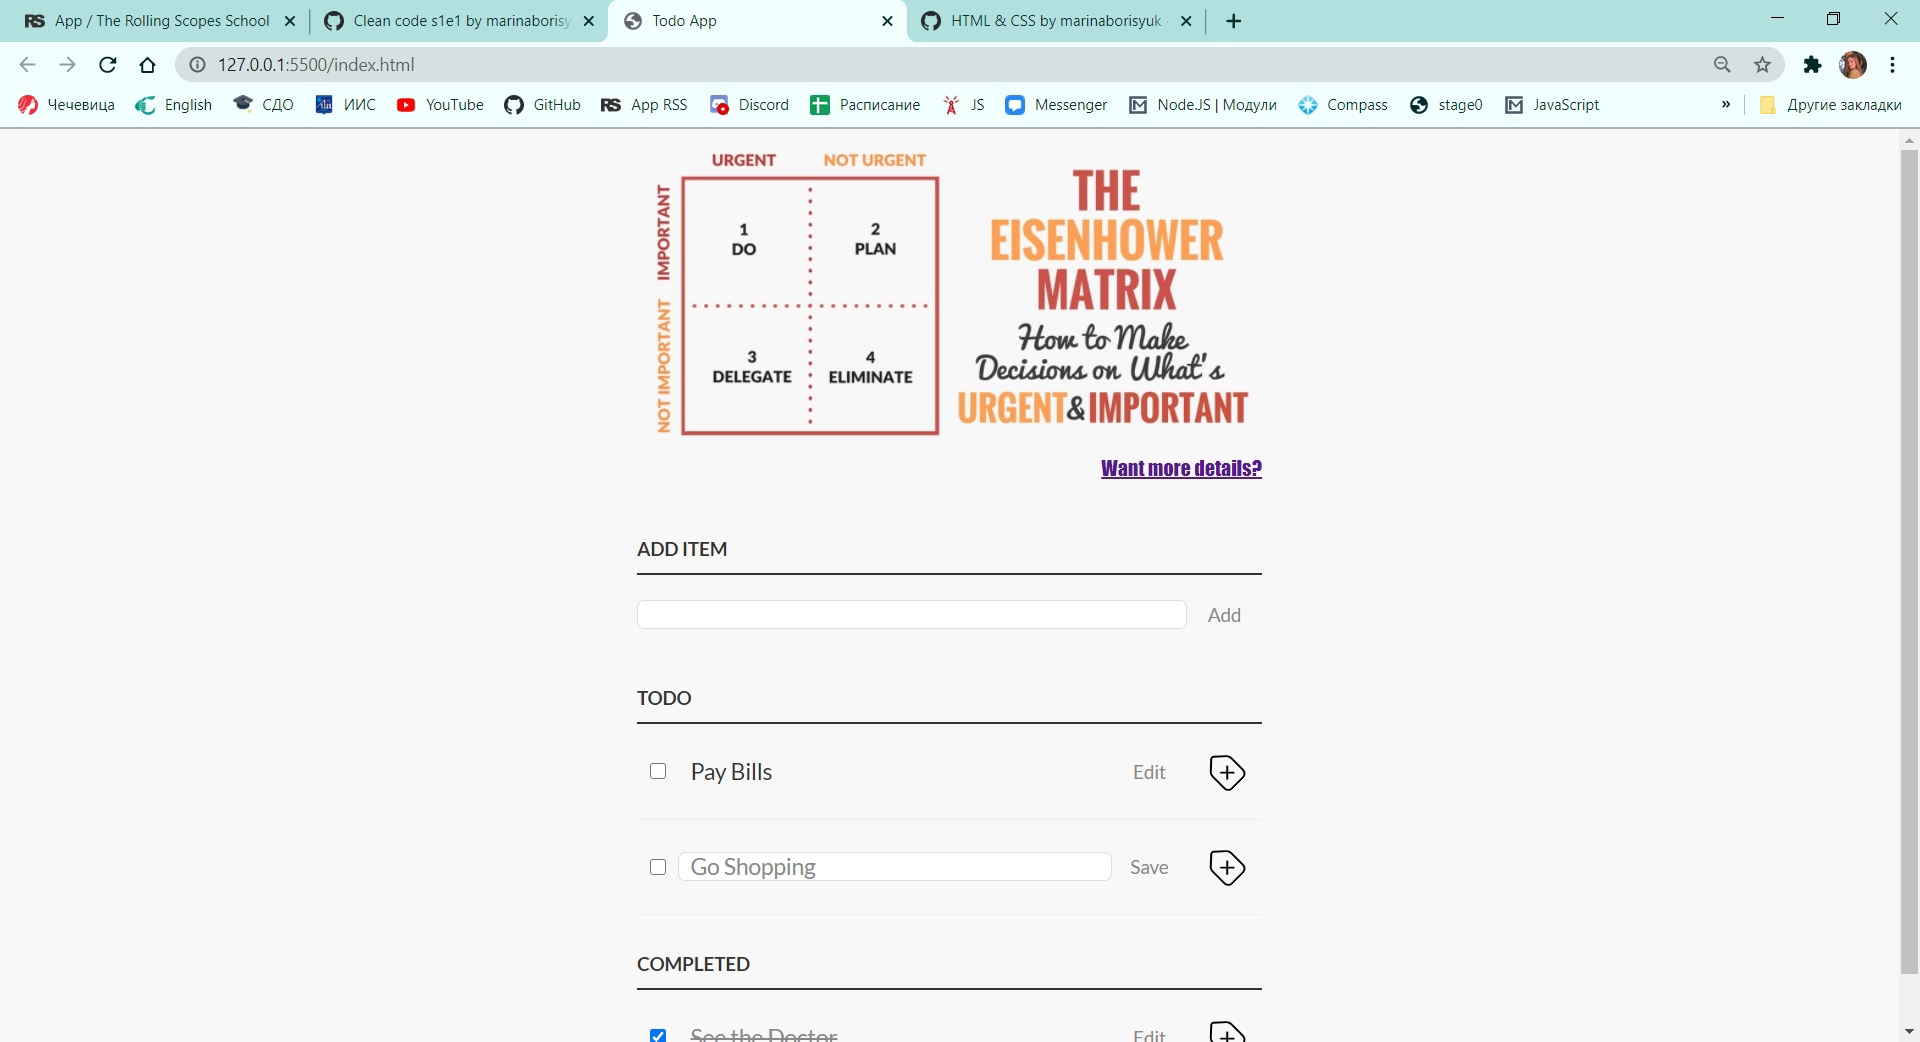 RS App / The Rolling Scopes School
Clean code s1e1 by marinaborisy
Todo App
HTML & CSS by marinaborisyuk
127.0.0.1:5500/index.html
Чечевица English СДО ИИС YouTube GitHub RS App RSS Discord Расписание JS Messenger Node.JS | Модули Compass stage0 JavaScript » Другие закладки
URGENT NOT URGENT
IMPORTANT
NOT IMPORTANT
1
DO
2
PLAN
3
DELEGATE
4
ELIMINATE
THE
EISENHOWER
MATRIX
How to Make
Decisions on What's
URGENT&IMPORTANT
Want more details?
ADD ITEM
Add
TODO
Pay Bills Edit
Go Shopping Save
COMPLETED
See the Doctor Edit